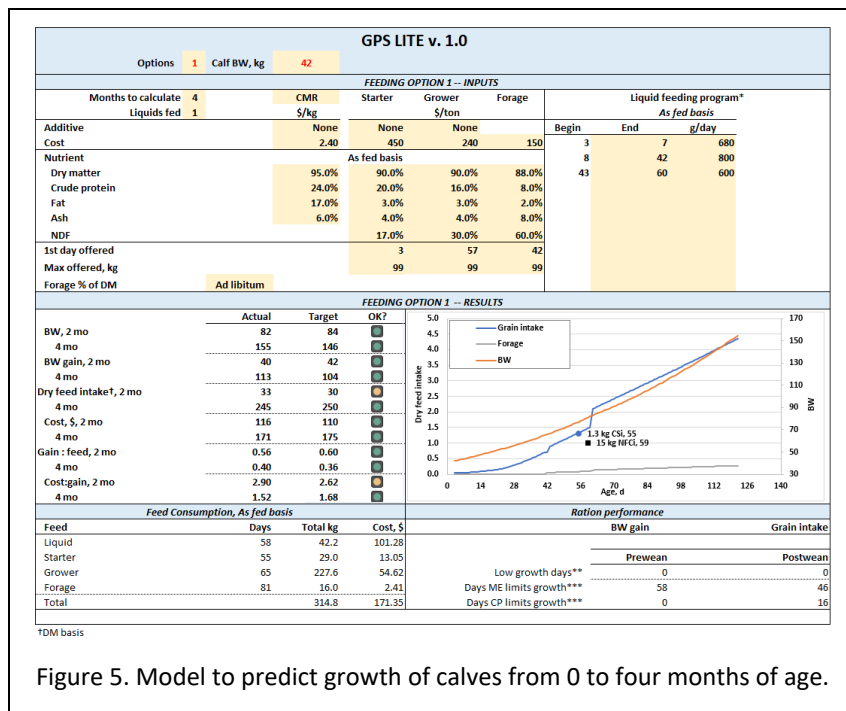 GPS LITE v. 1.0
Options 1 Calf BW, kg 42
FEEDING OPTION 1 -- INPUTS
Months to calculate 4 CMR Starter Grower Forage Liquid feeding program*
Liquids fed 1 $/kg $/ton As fed basis
Additive None None None Begin End g/day
Cost 2.40 450 240 150 3 7 680
Nutrient As fed basis 8 42 800
Dry matter 95.0% 90.0% 90.0% 88.0% 43 60 600
Crude protein 24.0% 20.0% 16.0% 8.0%
Fat 17.0% 3.0% 3.0% 2.0%
Ash 6.0% 4.0% 4.0% 8.0%
NDF 17.0% 30.0% 60.0%
1st day offered 3 57 42
Max offered, kg 99 99 99
Forage % of DM Ad libitum
FEEDING OPTION 1 -- RESULTS
Actual Target OK?
BW, 2 mo 82 84
4 mo 155 146
BW gain, 2 mo 40 42
4 mo 113 104
Dry feed intake†, 2 mo 33 30
4 mo 245 250
Cost, $, 2 mo 116 110
4 mo 171 175
Gain : feed, 2 mo 0.56 0.60
4 mo 0.40 0.36
Cost:gain, 2 mo 2.90 2.62
4 mo 1.52 1.68
5.0
4.5
4.0
3.5
3.0
2.5
2.0
1.5
1.0
0.5
0.0
Dry feed intake
Grain intake
Forage
BW
1.3 kg CSi, 55
15 kg NFCi, 59
170
150
130
110
90
70
50
30
BW
0 14 28 42 56 70 84 98 112 126 140
Age, d
Feed Consumption, As fed basis
Feed Days Total kg Cost, $
Liquid 58 42.2 101.28
Starter 55 29.0 13.05
Grower 65 227.6 54.62
Forage 81 16.0 2.41
Total 314.8 171.35
Ration performance
BW gain Grain intake
Prewean Postwean
Low growth days** 0 0
Days ME limits growth*** 58 46
Days CP limits growth*** 0 16
†DM basis
Figure 5. Model to predict growth of calves from 0 to four months of age.